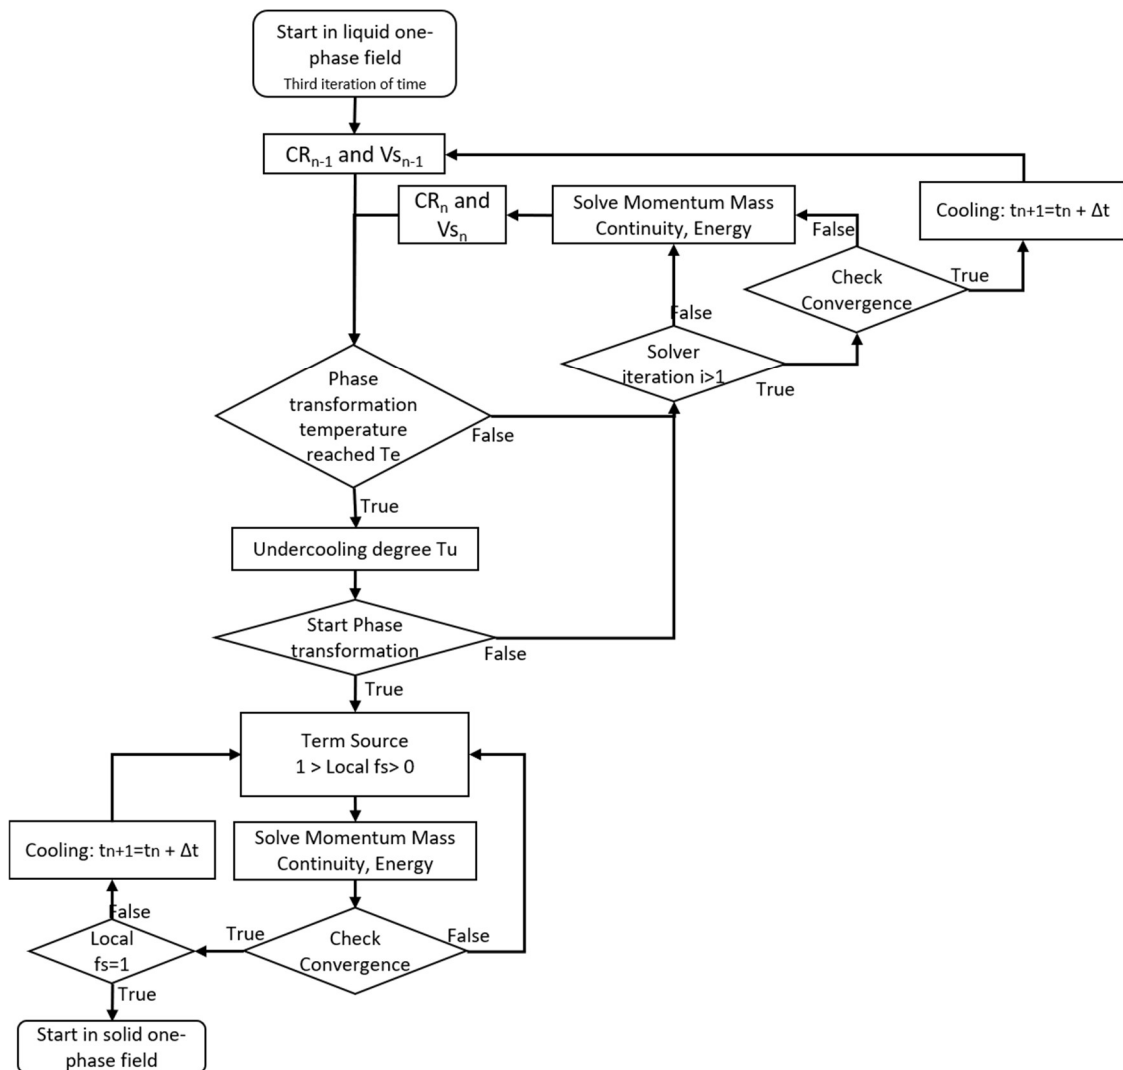 Start in liquid one-
phase field
Third iteration of time
CRn-1 and Vsn-1
CRn and
Vsn
Solve Momentum Mass
Continuity, Energy
False
Cooling: tn+1=tn + Δt
Check
Convergence
True
False
Solver
iteration i>1
True
Phase
transformation
temperature
reached Te
False
True
Undercooling degree Tu
Start Phase
transformation
False
True
Term Source
1 > Local fs> 0
Solve Momentum Mass
Continuity, Energy
Cooling: tn+1=tn + Δt
False
Local
fs=1
True
Check
Convergence
False
True
Start in solid one-
phase field